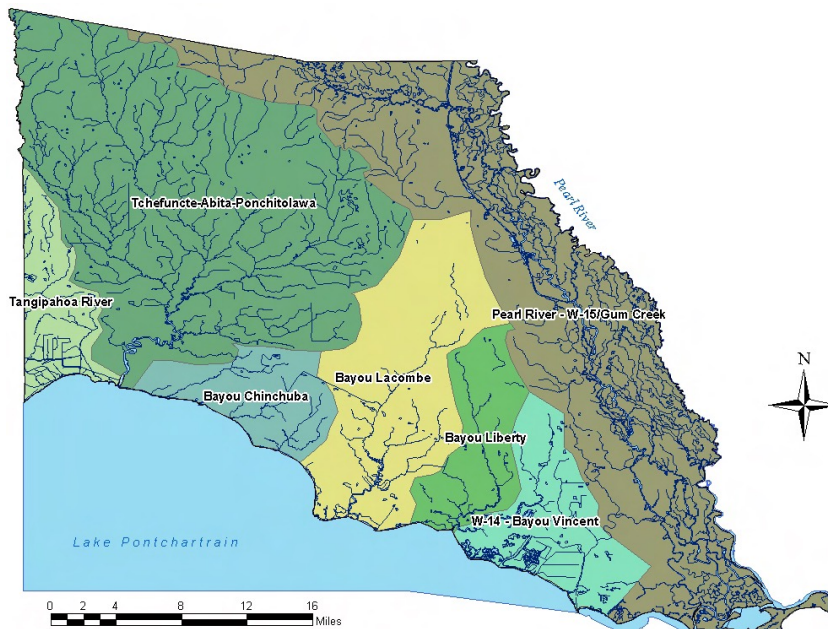 Pearl River
Tchefuncte-Abita-Ponchitolawa
Tangipahoa River
Pearl River - W-15/Gum Creek
N
Bayou Lacombe
Bayou Chinchuba
Bayou Liberty
W-14 - Bayou Vincent
Lake Pontchartrain
0 2 4 8 12 16
Miles